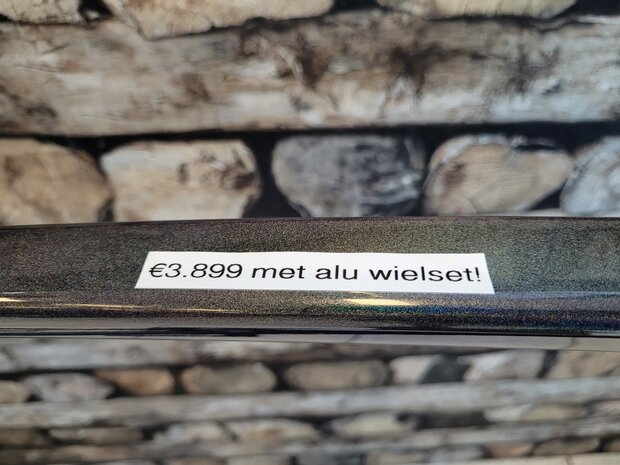 €3.899 met alu wielset!